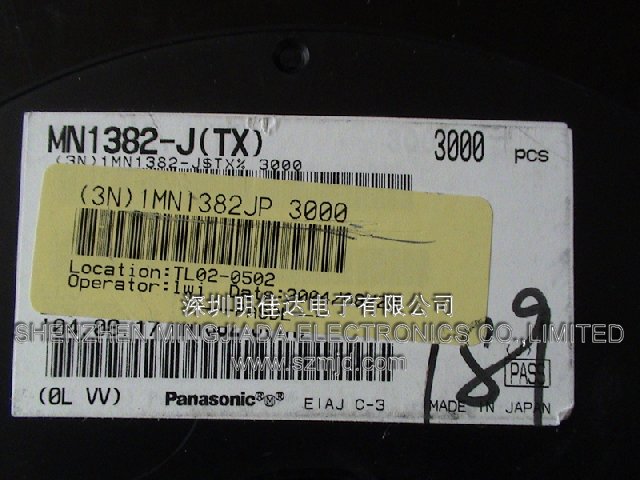 MN1382-J(TX) 3000 pcs
(3N)1MN1382-J$TX% 3000
(3N)1MN1382JP 3000
Location:TL02-0502
Operator:lwi Date:
深圳明佳达电子有限公司
SHENZHEN MINGJIADA ELECTRONICS CO.,LIMITED
www.szmjd.com
189
PASS
(0L VV) Panasonic EIAJ C-3 MADE IN JAPAN